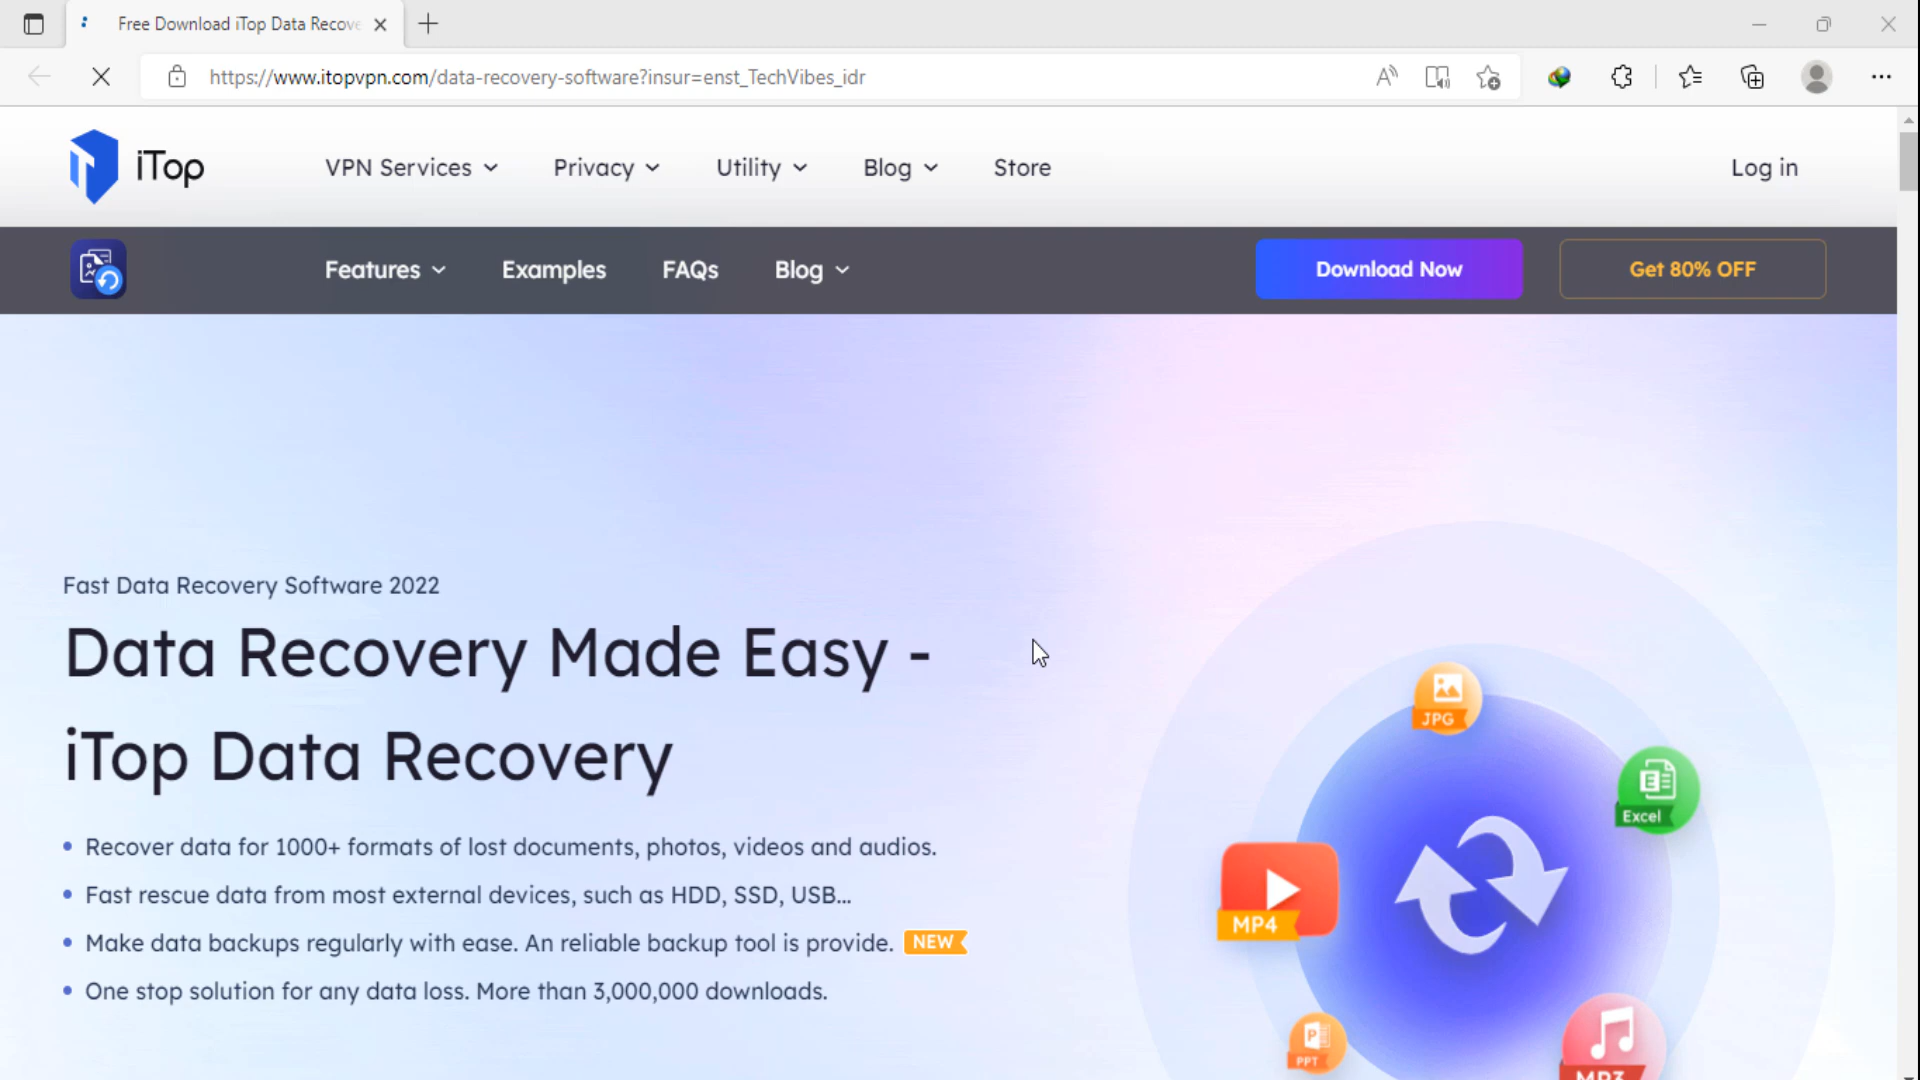 Free Download iTop Data Recove
https://www.itopvpn.com/data-recovery-software?insur=enst_TechVibes_idr
iTop VPN Services Privacy Utility Blog Store Log in
Features Examples FAQs Blog Download Now Get 80% OFF
Fast Data Recovery Software 2022
Data Recovery Made Easy -
iTop Data Recovery
Recover data for 1000+ formats of lost documents, photos, videos and audios.
Fast rescue data from most external devices, such as HDD, SSD, USB...
Make data backups regularly with ease. An reliable backup tool is provide. NEW
One stop solution for any data loss. More than 3,000,000 downloads.
JPG
Excel
MP4
PPT
MP3